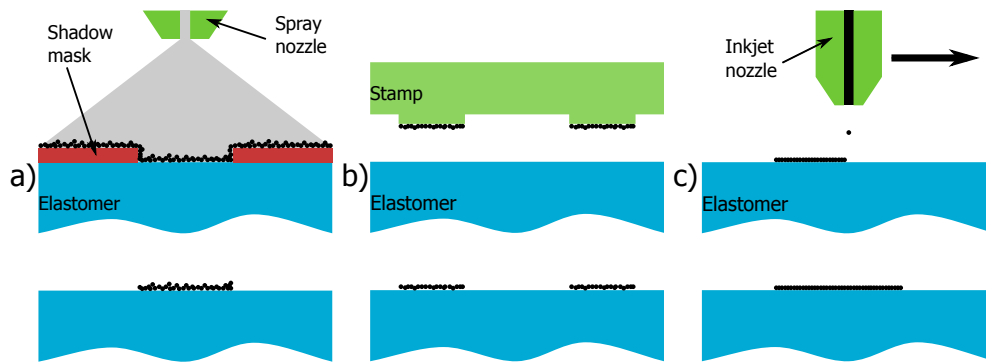 Shadow
mask
Spray
nozzle
a)
Elastomer
Stamp
b)
Elastomer
Inkjet
nozzle
c)
Elastomer